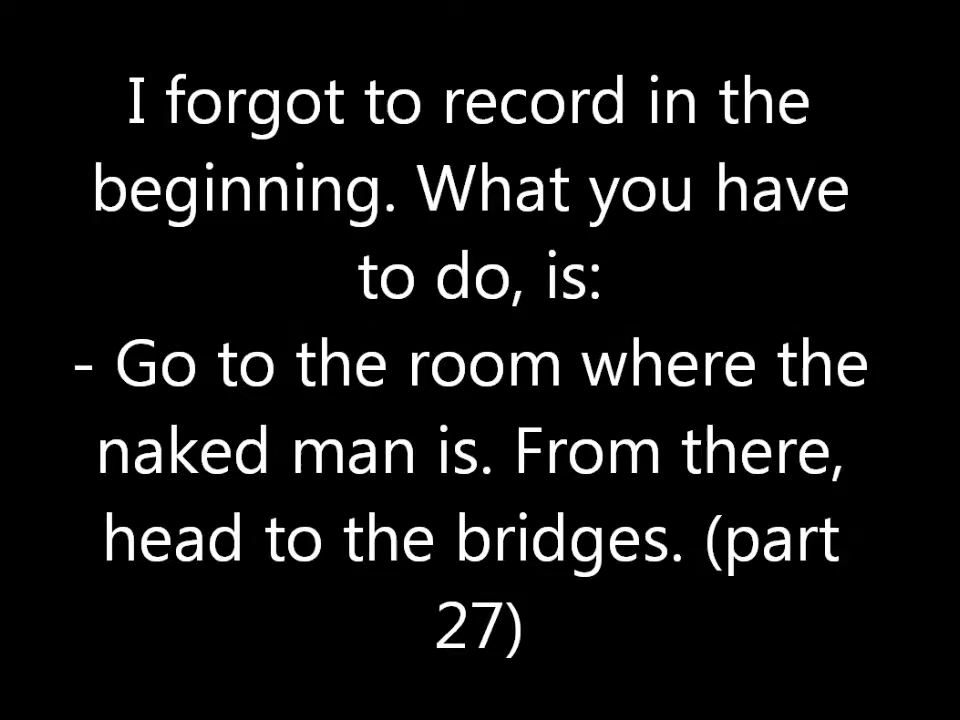 I forgot to record in the
beginning. What you have
to do, is:
- Go to the room where the
naked man is. From there,
head to the bridges. (part
27)